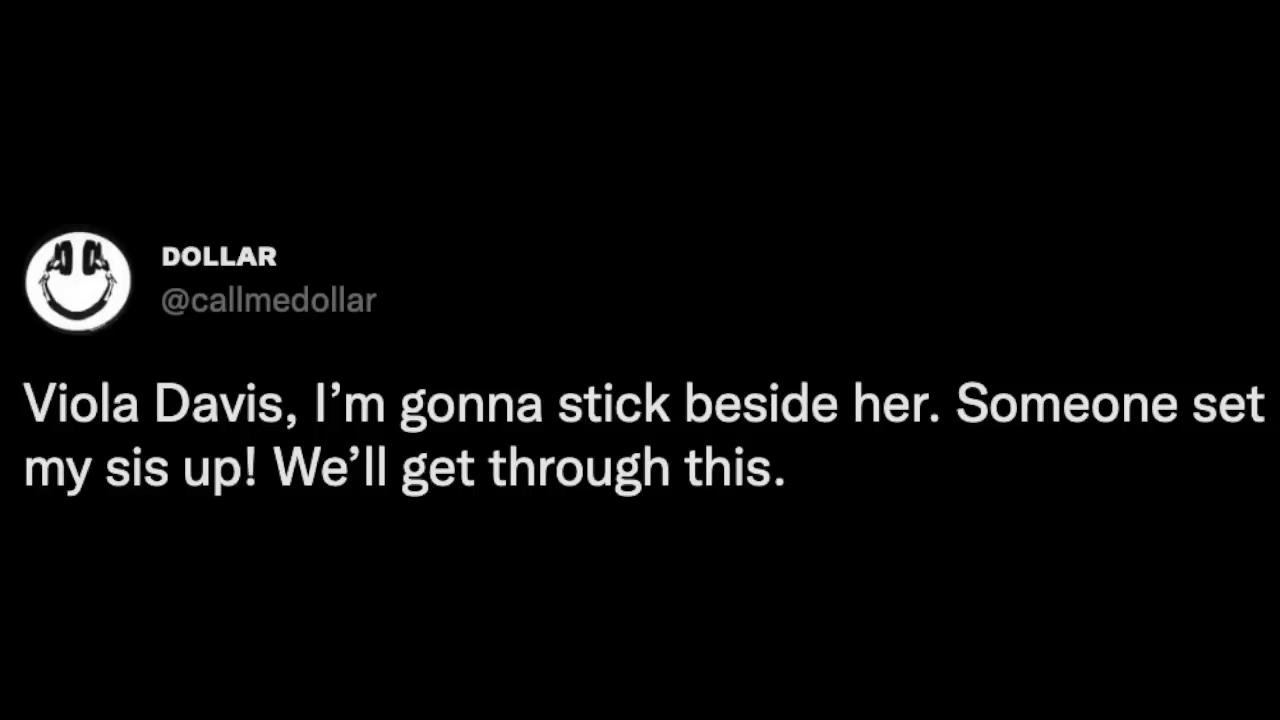 DOLLAR
@callmedollar
Viola Davis, I’m gonna stick beside her. Someone set
my sis up! We’ll get through this.